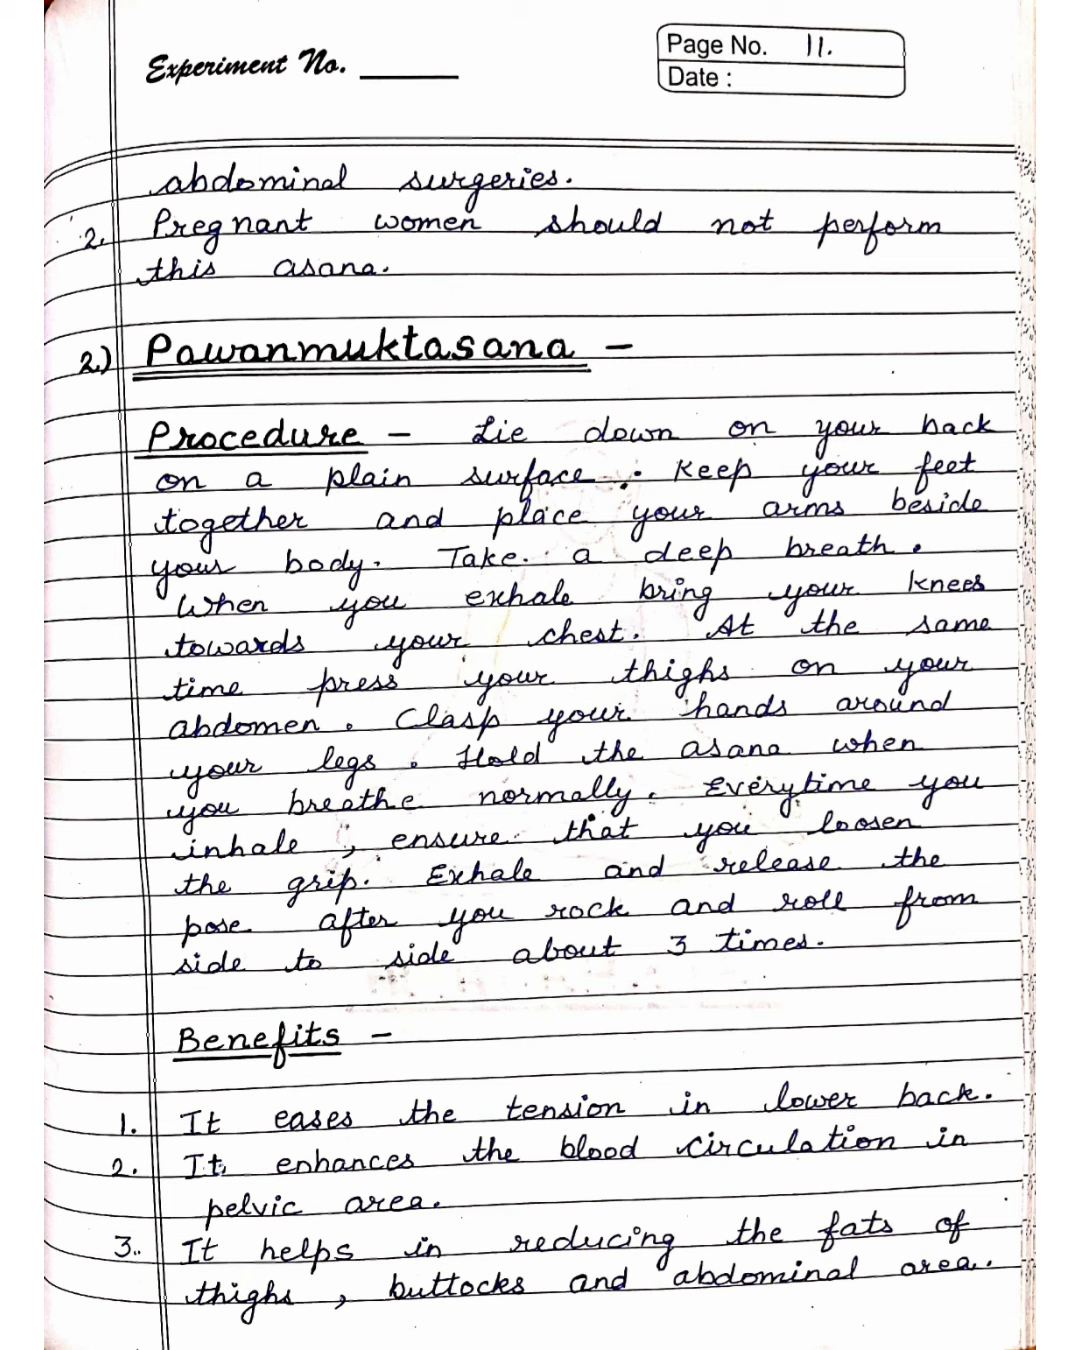 Experiment No.
Page No. 11.
Date :
abdominal surgeries.
2. Pregnant women should not perform
this asana.
2.) Pawanmuktasana -
Procedure - Lie down on your back
on a plain surface. Keep your feet
together and place your arms beside
your body. Take a deep breath.
When you exhale bring your knees
towards your chest. At the same
time press your thighs on your
abdomen. Clasp your hands around
your legs. Hold the asana when
you breathe normally. Everytime you
inhale, ensure that you loosen
the grip. Exhale and release the
pose after you rock and roll from
side to side about 3 times.
Benefits -
1. It eases the tension in lower back.
2. It enhances the blood circulation in
pelvic area.
3. It helps in reducing the fats of
thighs, buttocks and abdominal area.